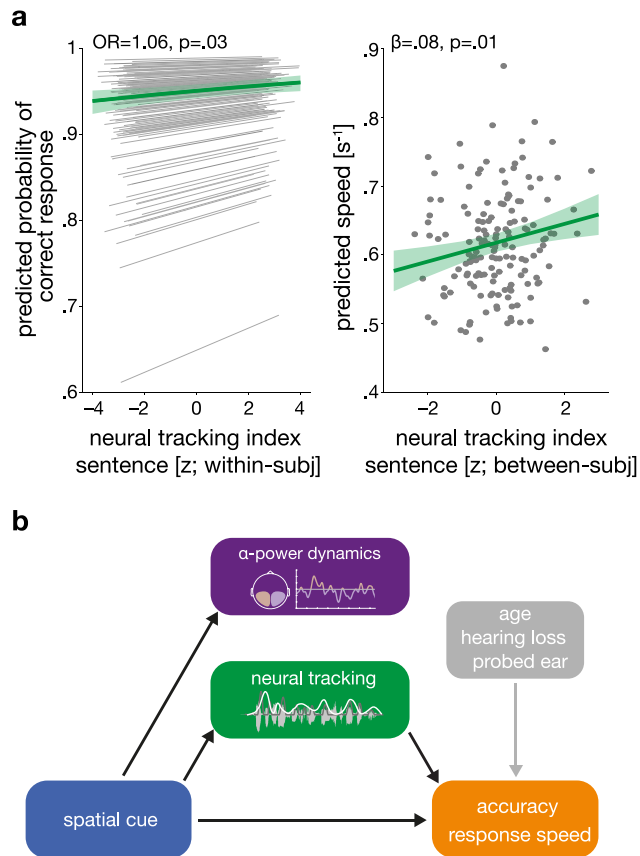 a
OR=1.06, p=.03
predicted probability of
correct response
1
.9
.8
.7
.6
−4
−2
0
2
4
neural tracking index
sentence [z; within-subj]
β=.08, p=.01
predicted speed [s⁻¹]
.9
.8
.7
.6
.5
.4
−2
0
2
neural tracking index
sentence [z; between-subj]
b
α-power dynamics
neural tracking
age
hearing loss
probed ear
spatial cue
accuracy
response speed